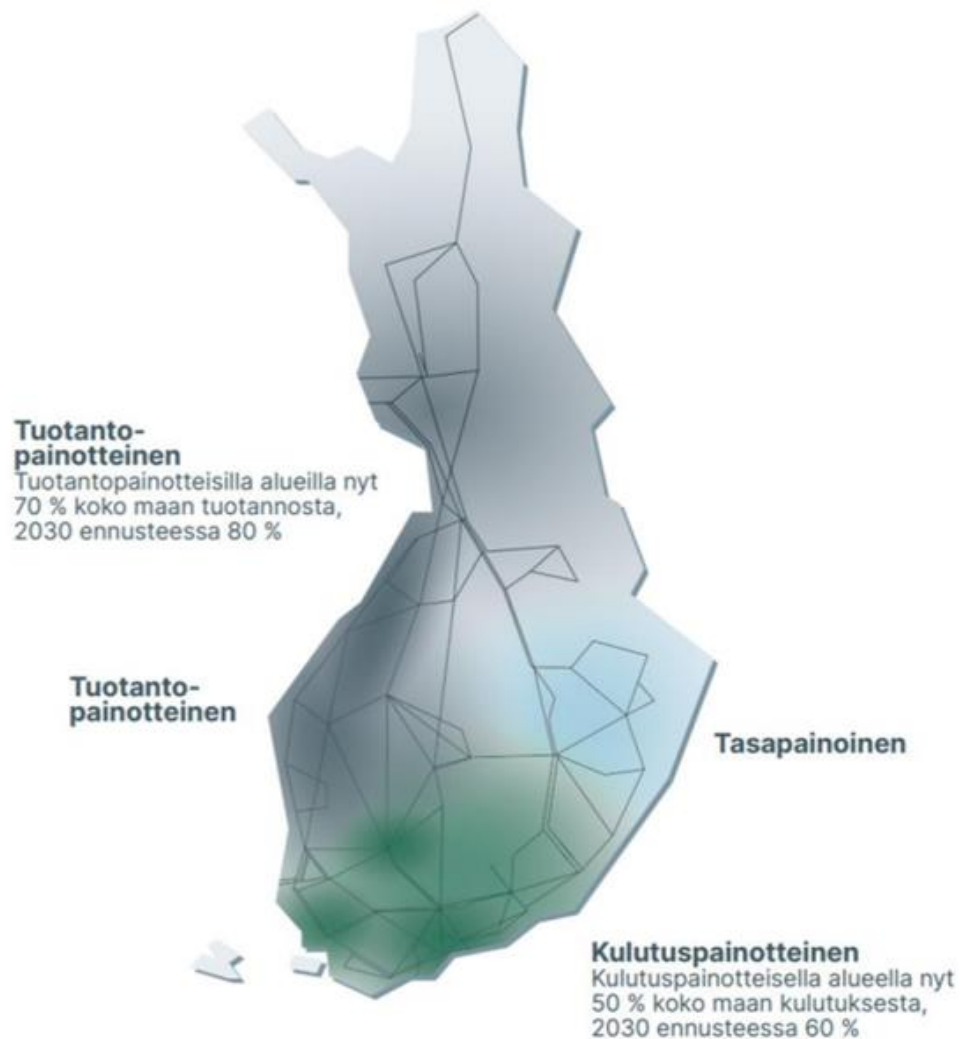 Tuotanto-
painotteinen
Tuotantopainotteisilla alueilla nyt
70 % koko maan tuotannosta,
2030 ennusteessa 80 %
Tuotanto-
painotteinen
Tasapainoinen
Kulutuspainotteinen
Kulutuspainotteisella alueella nyt
50 % koko maan kulutuksesta,
2030 ennusteessa 60 %